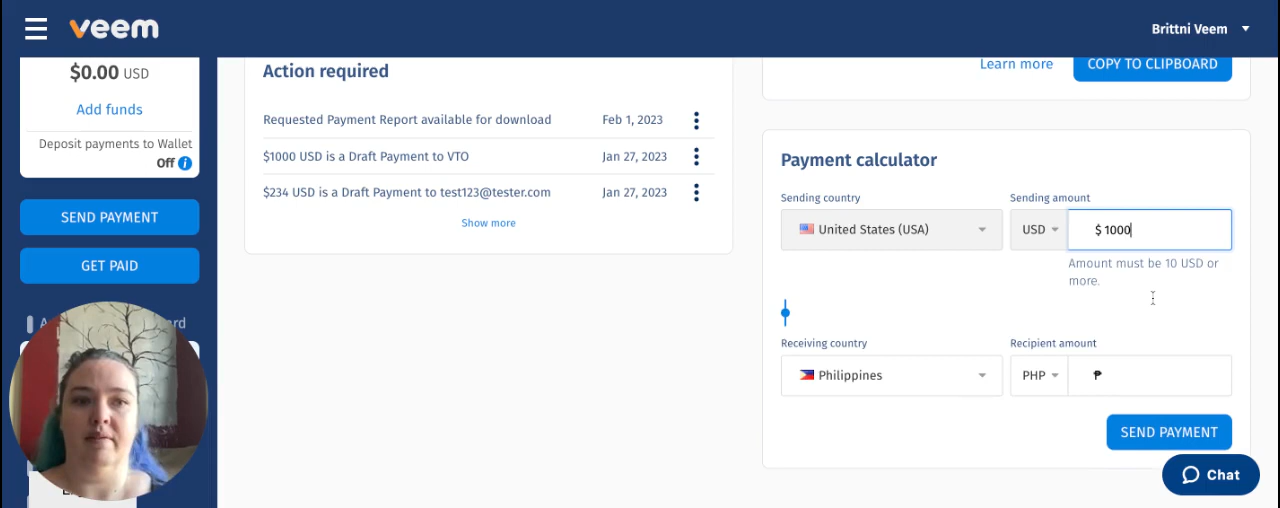 veem
Brittni Veem
$0.00 USD
Add funds
Deposit payments to Wallet
Off
SEND PAYMENT
GET PAID
Action required
Requested Payment Report available for download Feb 1, 2023
$1000 USD is a Draft Payment to VTO Jan 27, 2023
$234 USD is a Draft Payment to test123@tester.com Jan 27, 2023
Show more
Learn more
COPY TO CLIPBOARD
Payment calculator
Sending country
Sending amount
United States (USA)
USD
$ 1000
Amount must be 10 USD or
more.
Receiving country
Recipient amount
Philippines
PHP
₱
SEND PAYMENT
Chat